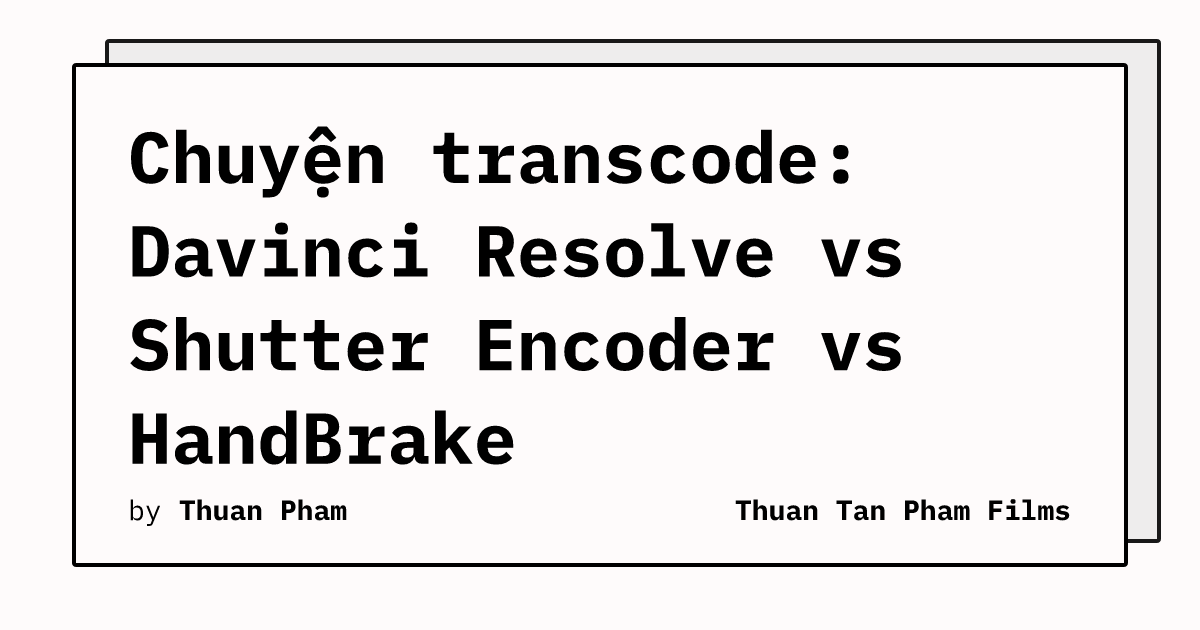 Chuyện transcode:
Davinci Resolve vs
Shutter Encoder vs
HandBrake
by Thuan Pham
Thuan Tan Pham Films